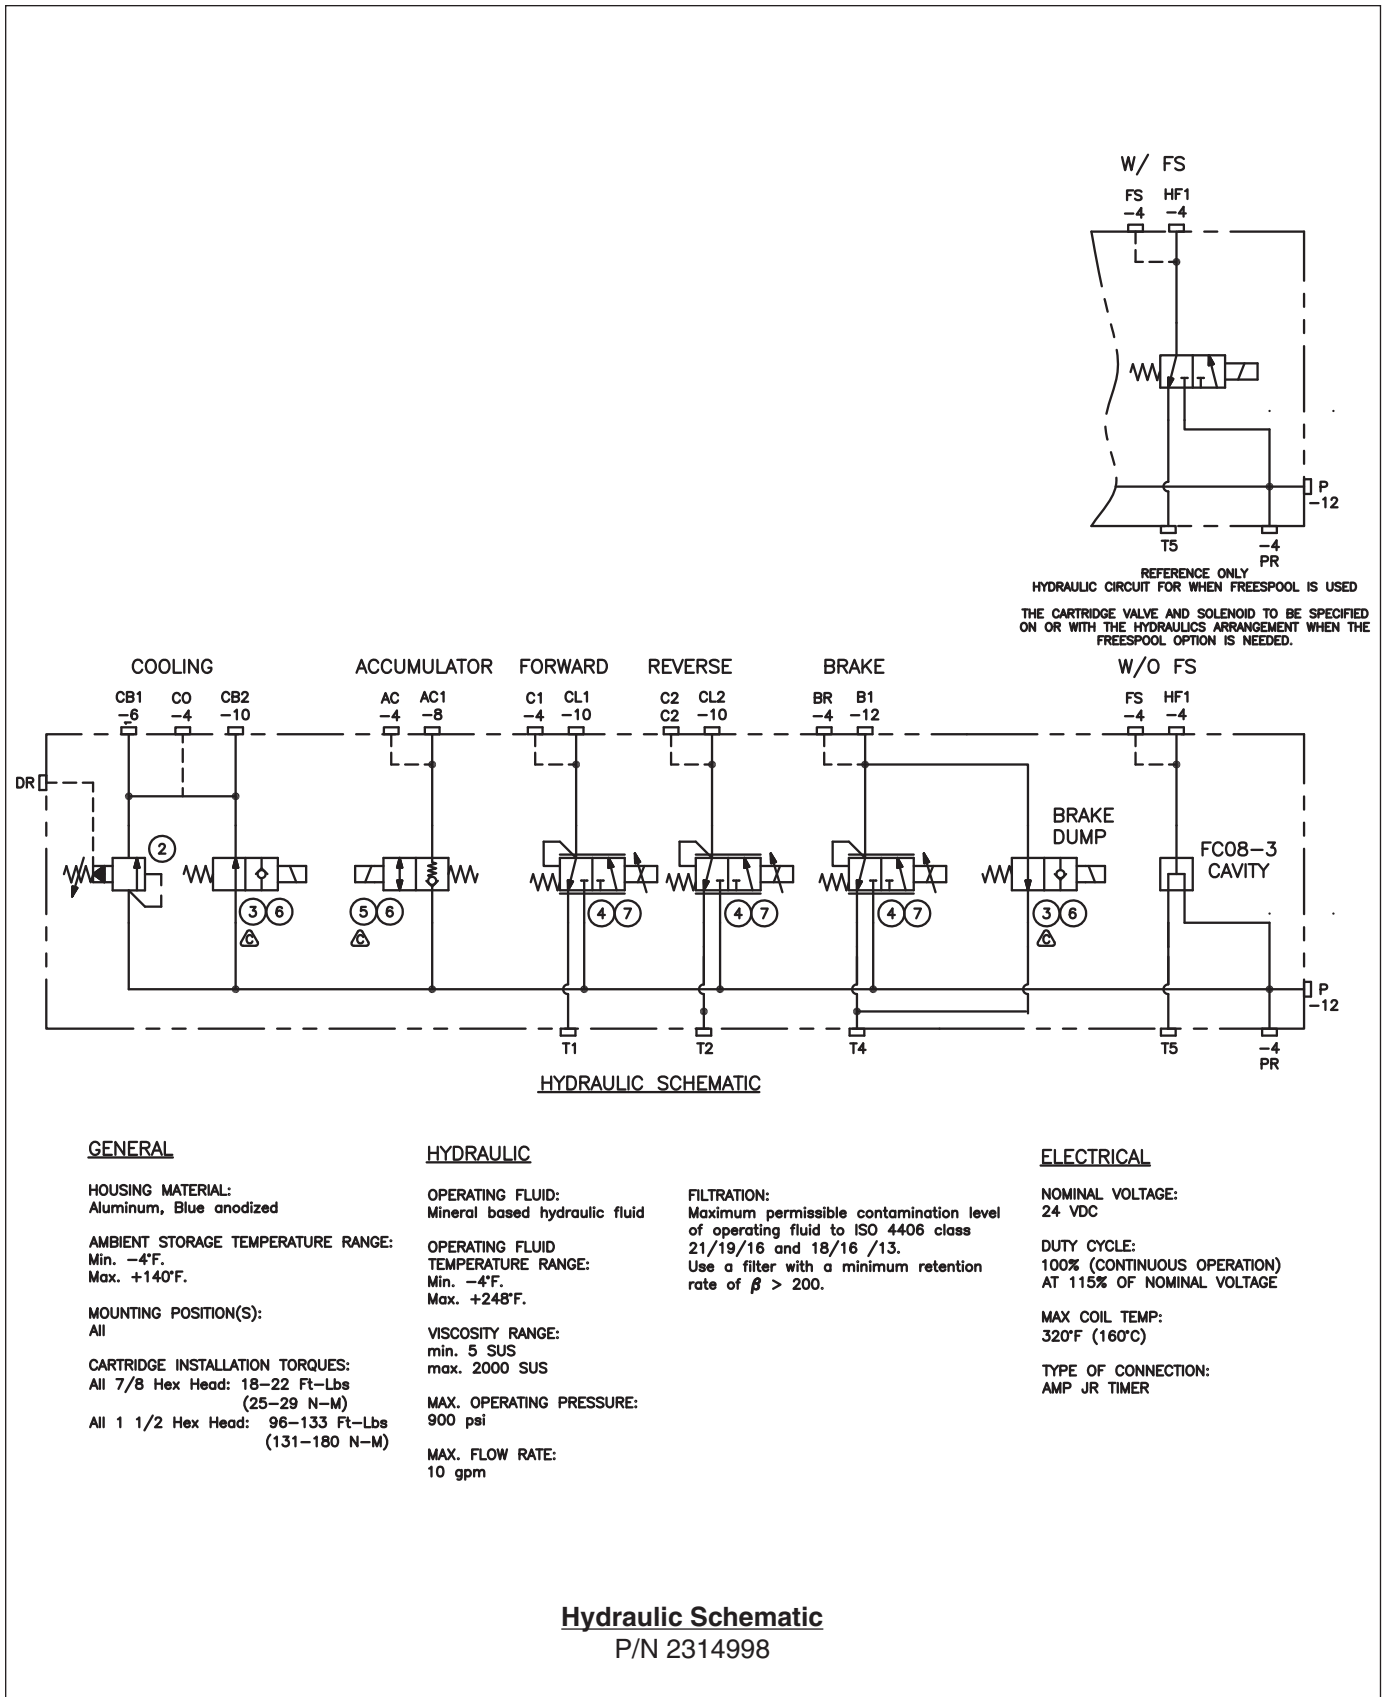 W/ FS
FS HF1
-4 -4
P
-12
T5 -4
PR
REFERENCE ONLY
HYDRAULIC CIRCUIT FOR WHEN FREESPOOL IS USED
THE CARTRIDGE VALVE AND SOLENOID TO BE SPECIFIED
ON OR WITH THE HYDRAULICS ARRANGEMENT WHEN THE
FREESPOOL OPTION IS NEEDED.
COOLING ACCUMULATOR FORWARD REVERSE BRAKE W/O FS
CB1 CO CB2 AC AC1 C1 CL1 C2 CL2 BR B1 FS HF1
-6 -4 -10 -4 -8 -4 -10 C2 -10 -4 -12 -4 -4
DR
BRAKE
DUMP
2
FC08-3
CAVITY
3 6 5 6 4 7 4 7 4 7 3 6
C C C
P
-12
T1 T2 T4 T5 -4
PR
HYDRAULIC SCHEMATIC
GENERAL
HOUSING MATERIAL:
Aluminum, Blue anodized
AMBIENT STORAGE TEMPERATURE RANGE:
Min. -4°F.
Max. +140°F.
MOUNTING POSITION(S):
All
CARTRIDGE INSTALLATION TORQUES:
All 7/8 Hex Head: 18-22 Ft-Lbs
(25-29 N-M)
All 1 1/2 Hex Head: 96-133 Ft-Lbs
(131-180 N-M)
HYDRAULIC
OPERATING FLUID:
Mineral based hydraulic fluid
OPERATING FLUID
TEMPERATURE RANGE:
Min. -4°F.
Max. +248°F.
VISCOSITY RANGE:
min. 5 SUS
max. 2000 SUS
MAX. OPERATING PRESSURE:
900 psi
MAX. FLOW RATE:
10 gpm
FILTRATION:
Maximum permissible contamination level
of operating fluid to ISO 4406 class
21/19/16 and 18/16 /13.
Use a filter with a minimum retention
rate of β > 200.
ELECTRICAL
NOMINAL VOLTAGE:
24 VDC
DUTY CYCLE:
100% (CONTINUOUS OPERATION)
AT 115% OF NOMINAL VOLTAGE
MAX COIL TEMP:
320°F (160°C)
TYPE OF CONNECTION:
AMP JR TIMER
Hydraulic Schematic
P/N 2314998